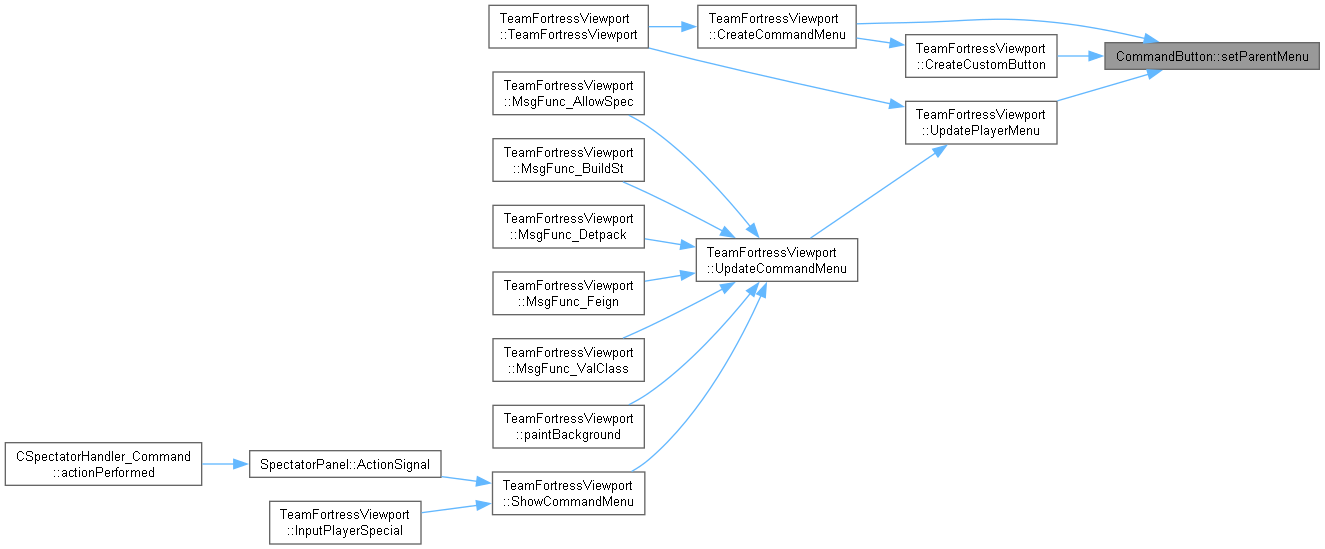 TeamFortressViewport
::TeamFortressViewport
TeamFortressViewport
::CreateCommandMenu
TeamFortressViewport
::CreateCustomButton
CommandButton::setParentMenu
TeamFortressViewport
::MsgFunc_AllowSpec
TeamFortressViewport
::UpdatePlayerMenu
TeamFortressViewport
::MsgFunc_BuildSt
TeamFortressViewport
::MsgFunc_Detpack
TeamFortressViewport
::UpdateCommandMenu
TeamFortressViewport
::MsgFunc_Feign
TeamFortressViewport
::MsgFunc_ValClass
TeamFortressViewport
::paintBackground
CSpectatorHandler_Command
::actionPerformed
SpectatorPanel::ActionSignal
TeamFortressViewport
::ShowCommandMenu
TeamFortressViewport
::InputPlayerSpecial